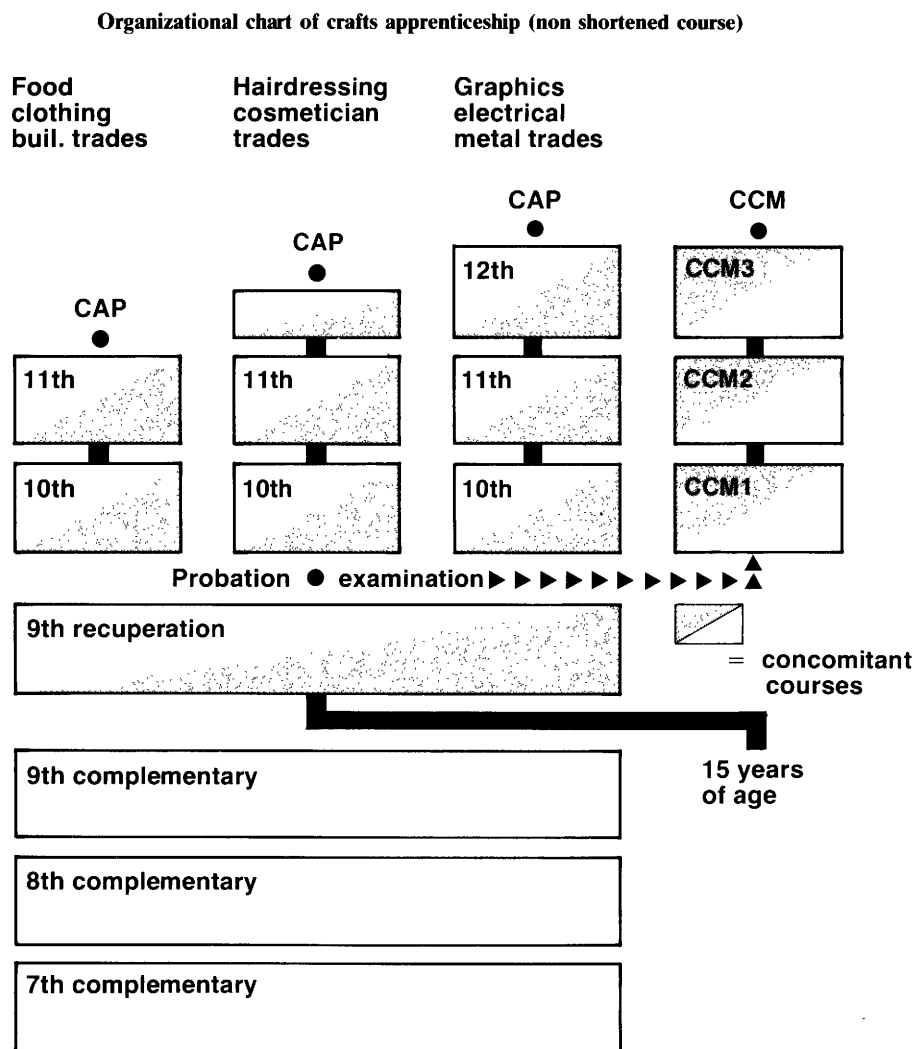 Organizational chart of crafts apprenticeship (non shortened course)
Food
clothing
buil. trades
Hairdressing
cosmetician
trades
Graphics
electrical
metal trades
CAP
CCM
CAP
12th
CCM3
CAP
11th
11th
11th
CCM2
10th
10th
10th
CCM1
Probation ● examination
9th recuperation
= concomitant
courses
9th complementary
15 years
of age
8th complementary
7th complementary